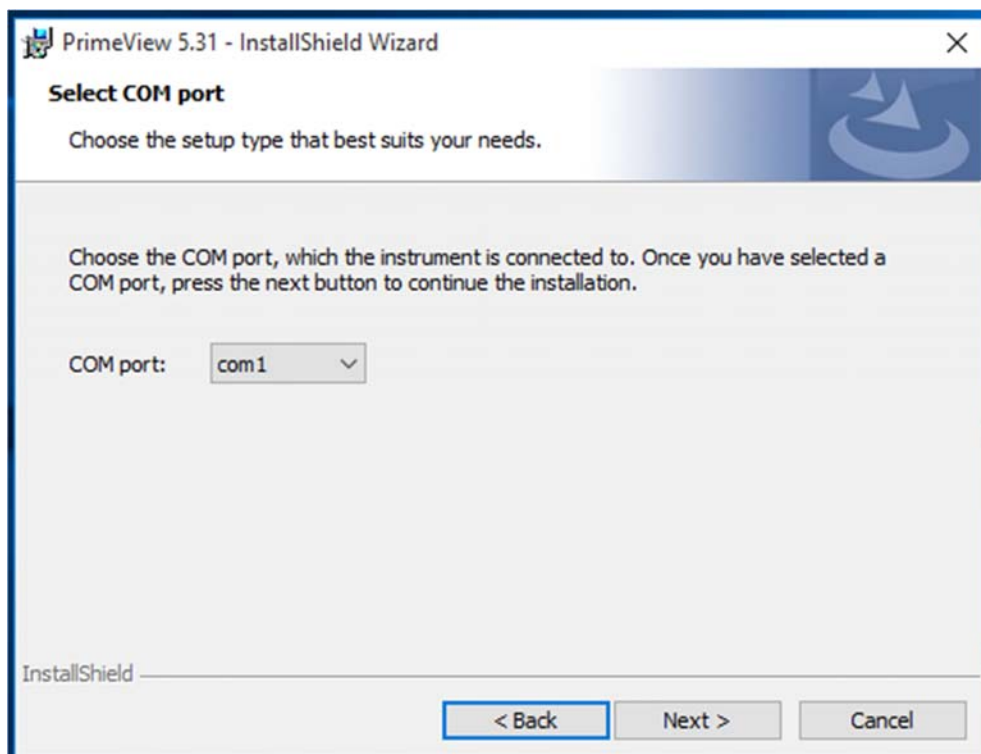 PrimeView 5.31 - InstallShield Wizard
Select COM port
Choose the setup type that best suits your needs.
Choose the COM port, which the instrument is connected to. Once you have selected a
COM port, press the next button to continue the installation.
COM port: com1
InstallShield
< Back Next > Cancel